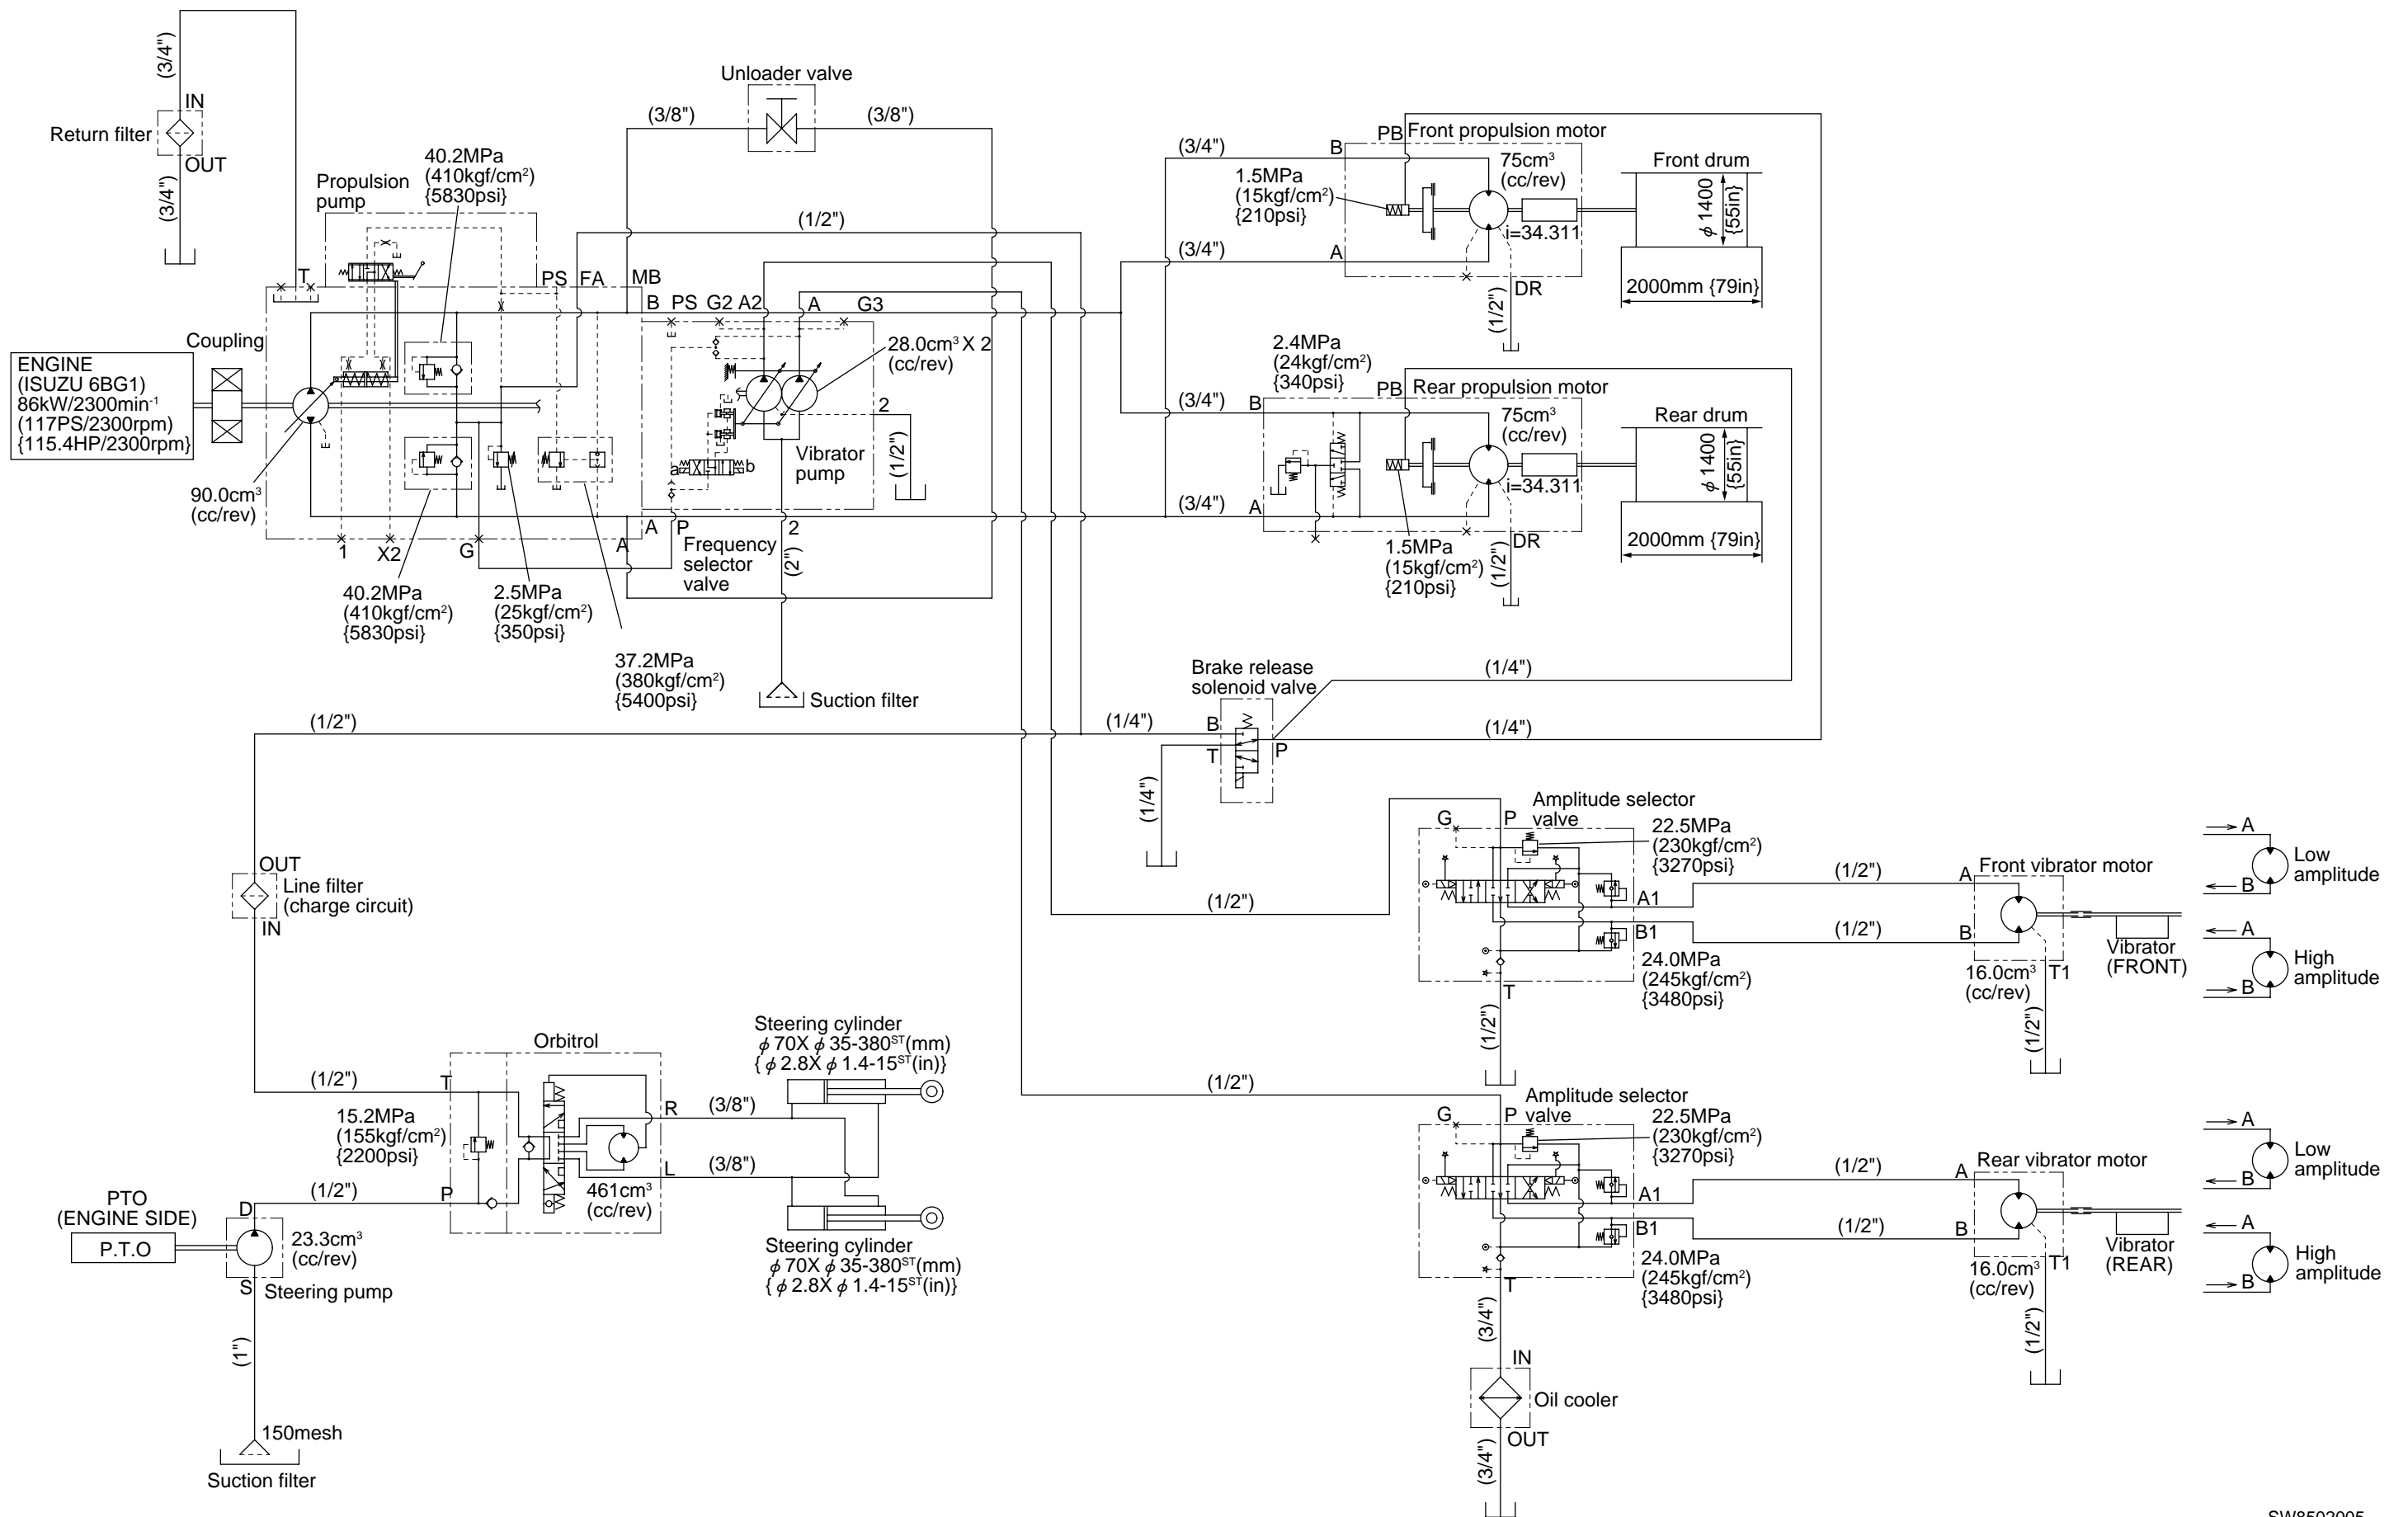 (3/4")
IN
Return filter
OUT
(3/4")
Unloader valve
(3/8")
(3/8")
40.2MPa
(410kgf/cm²)
{5830psi}
Propulsion
pump
(1/2")
T
PS
FA
MB
B
PS
G2
A2
A
G3
Coupling
ENGINE
(ISUZU 6BG1)
86kW/2300min⁻¹
(117PS/2300rpm)
{115.4HP/2300rpm}
28.0cm³ X 2
(cc/rev)
2
(1/2")
Vibrator
pump
a
b
90.0cm³
(cc/rev)
1
X2
G
A
A
P
2
(2")
Frequency
selector
valve
40.2MPa
(410kgf/cm²)
{5830psi}
2.5MPa
(25kgf/cm²)
{350psi}
37.2MPa
(380kgf/cm²)
{5400psi}
Suction filter
PB
Front propulsion motor
(3/4")
B
1.5MPa
(15kgf/cm²)
{210psi}
75cm³
(cc/rev)
i=34.311
(3/4")
A
DR
(1/2")
Front drum
φ 1400
{55in}
2000mm {79in}
2.4MPa
(24kgf/cm²)
{340psi}
PB
Rear propulsion motor
(3/4")
B
75cm³
(cc/rev)
i=34.311
(3/4")
A
DR
1.5MPa
(15kgf/cm²)
{210psi}
(1/2")
Rear drum
φ 1400
{55in}
2000mm {79in}
Brake release
solenoid valve
(1/4")
(1/4")
(1/2")
(1/4")
B
T
P
(1/4")
OUT
Line filter
(charge circuit)
IN
Orbitrol
(1/2")
T
15.2MPa
(155kgf/cm²)
{2200psi}
R
(3/8")
L
(3/8")
461cm³
(cc/rev)
(1/2")
P
Steering cylinder
φ 70X φ 35-380ST(mm)
{ φ 2.8X φ 1.4-15ST(in)}
Steering cylinder
φ 70X φ 35-380ST(mm)
{ φ 2.8X φ 1.4-15ST(in)}
PTO
(ENGINE SIDE)
P.T.O
D
23.3cm³
(cc/rev)
S
Steering pump
(1")
150mesh
Suction filter
(1/2")
Amplitude selector
valve
G
P
22.5MPa
(230kgf/cm²)
{3270psi}
A1
B1
24.0MPa
(245kgf/cm²)
{3480psi}
T
(1/2")
(1/2")
(1/2")
Front vibrator motor
A
B
16.0cm³
(cc/rev)
T1
(1/2")
Vibrator
(FRONT)
A
Low
amplitude
B
A
High
amplitude
B
(1/2")
Amplitude selector
valve
G
P
22.5MPa
(230kgf/cm²)
{3270psi}
A1
B1
24.0MPa
(245kgf/cm²)
{3480psi}
T
(3/4")
(1/2")
(1/2")
Rear vibrator motor
A
B
16.0cm³
(cc/rev)
T1
(1/2")
Vibrator
(REAR)
A
Low
amplitude
B
A
High
amplitude
B
IN
Oil cooler
OUT
(3/4")